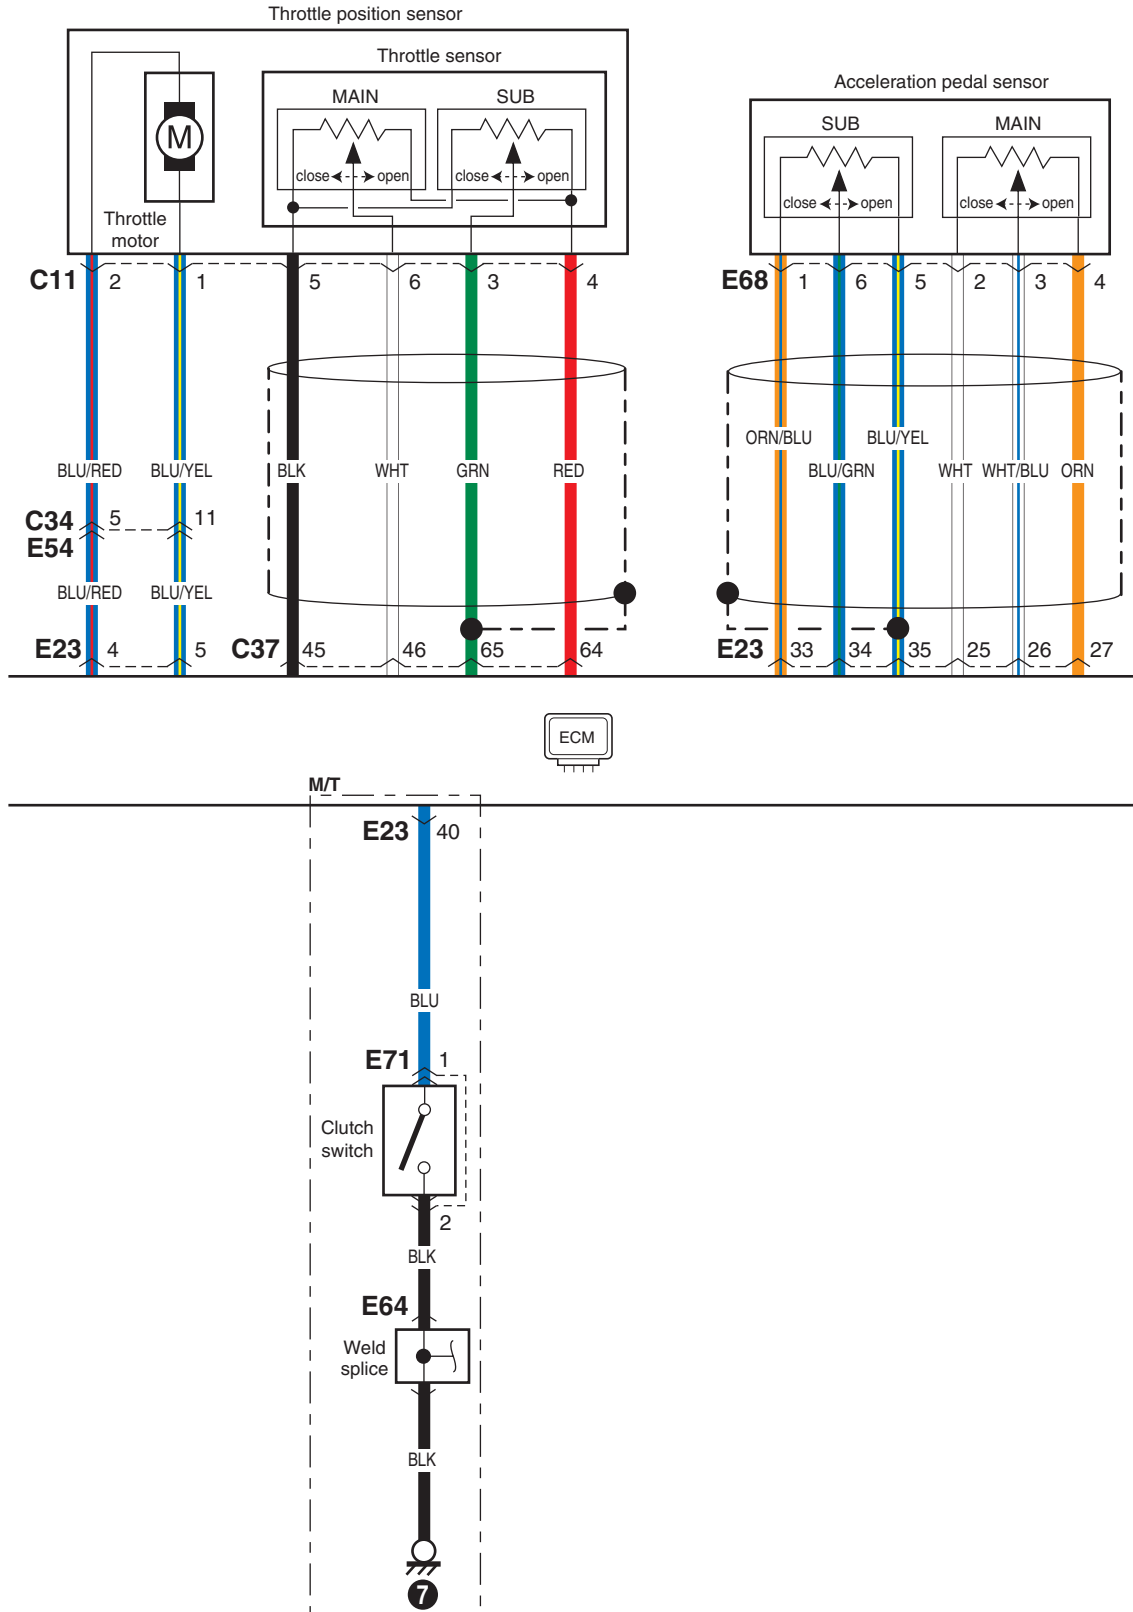 Throttle position sensor
Throttle sensor
Acceleration pedal sensor
MAIN SUB
SUB MAIN
M
close open close open
close open close open
Throttle
motor
C11 2 1 5 6 3 4
E68 1 6 5 2 3 4
ORN/BLU BLU/YEL
BLU/RED BLU/YEL BLK WHT GRN RED
BLU/GRN WHT WHT/BLU ORN
C34 5 11
E54
BLU/RED BLU/YEL
E23 4 5 C37 45 46 65 64
E23 33 34 35 25 26 27
ECM
M/T
E23 40
BLU
E71 1
Clutch
switch
2
BLK
E64
Weld
splice
BLK
7